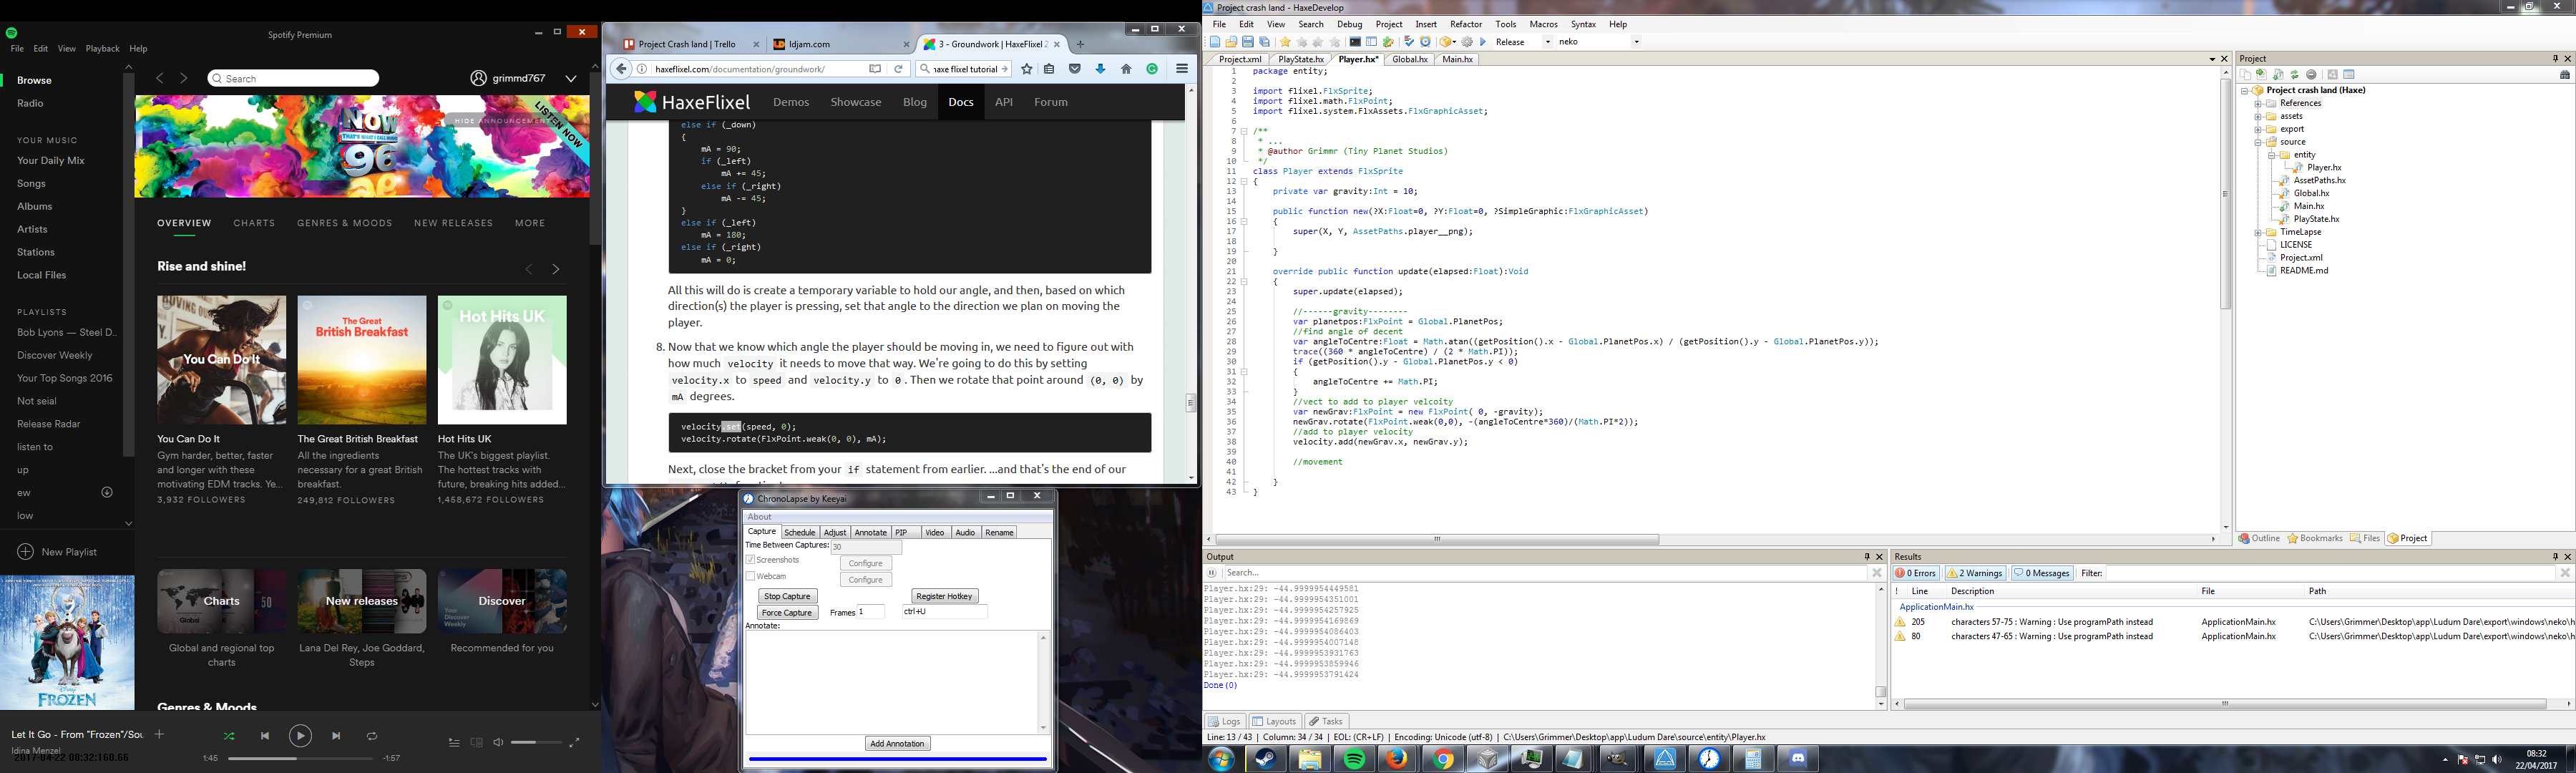 Spotify Premium
File Edit View Playback Help
Browse
Radio
YOUR MUSIC
Your Daily Mix
Songs
Albums
Artists
Stations
Local Files
PLAYLISTS
Bob Lyons — Steel D..
Discover Weekly
Your Top Songs 2016
Not seial
Release Radar
listen to
up
ew
low
New Playlist
FROZEN
Search
grimmd767
HIDE ANNOUNCEMENTS
LISTEN NOW
NOW
THAT'S WHAT I CALL MUSIC
96
OVERVIEW CHARTS GENRES & MOODS NEW RELEASES MORE
Rise and shine!
You Can Do It
The Great
British Breakfast
Hot Hits UK
You Can Do It
Gym harder, better, faster
and longer with these
motivating EDM tracks. Ye...
3,932 FOLLOWERS
The Great British Breakfast
All the ingredients
necessary for a great British
breakfast.
249,812 FOLLOWERS
Hot Hits UK
The UK's biggest playlist.
The hottest tracks with
future, breaking hits added...
1,458,672 FOLLOWERS
Charts
New releases
Discover
Global and regional top
charts
Lana Del Rey, Joe Goddard,
Steps
Recommended for you
Genres & Moods
Let It Go - From "Frozen"/Sou
Idina Menzel
2017-04-22 08:32:160.66
1:45
-1:57
Project Crash land | Trello
ldjam.com
3 - Groundwork | HaxeFlixel 2
haxeflixel.com/documentation/groundwork/
haxe flixel tutorial
HaxeFlixel Demos Showcase Blog Docs API Forum
else if (_down)
{
mA = 90;
if (_left)
mA += 45;
else if (_right)
mA -= 45;
}
else if (_left)
mA = 180;
else if (_right)
mA = 0;
All this will do is create a temporary variable to hold our angle, and then, based on which
direction(s) the player is pressing, set that angle to the direction we plan on moving the
player.
8. Now that we know which angle the player should be moving in, we need to figure out with
how much velocity it needs to move that way. We're going to do this by setting
velocity.x to speed and velocity.y to 0 . Then we rotate that point around (0, 0) by
mA degrees.
velocity.set(speed, 0);
velocity.rotate(FlxPoint.weak(0, 0), mA);
Next, close the bracket from your if statement from earlier. ...and that's the end of our
ChronoLapse by Keeyai
About
Capture Schedule Adjust Annotate PIP Video Audio Rename
Time Between Captures: 30
Screenshots Configure
Webcam Configure
Stop Capture Register Hotkey
Force Capture Frames 1 ctrl+U
Annotate:
Add Annotation
Project crash land - HaxeDevelop
File Edit View Search Debug Project Insert Refactor Tools Macros Syntax Help
Release neko
Project.xml PlayState.hx Player.hx* Global.hx Main.hx
1 package entity;
2
3 import flixel.FlxSprite;
4 import flixel.math.FlxPoint;
5 import flixel.system.FlxAssets.FlxGraphicAsset;
6
7 /**
8 * ...
9 * @author Grimmr (Tiny Planet Studios)
10 */
11 class Player extends FlxSprite
12 {
13 private var gravity:Int = 10;
14
15 public function new(?X:Float=0, ?Y:Float=0, ?SimpleGraphic:FlxGraphicAsset)
16 {
17 super(X, Y, AssetPaths.player__png);
18
19 }
20
21 override public function update(elapsed:Float):Void
22 {
23 super.update(elapsed);
24
25 //------gravity--------
26 var planetpos:FlxPoint = Global.PlanetPos;
27 //find angle of decent
28 var angleToCentre:Float = Math.atan((getPosition().x - Global.PlanetPos.x) / (getPosition().y - Global.PlanetPos.y));
29 trace((360 * angleToCentre) / (2 * Math.PI));
30 if (getPosition().y - Global.PlanetPos.y < 0)
31 {
32 angleToCentre += Math.PI;
33 }
34 //vect to add to player velcoity
35 var newGrav:FlxPoint = new FlxPoint( 0, -gravity);
36 newGrav.rotate(FlxPoint.weak(0,0), -(angleToCentre*360)/(Math.PI*2));
37 //add to player velocity
38 velocity.add(newGrav.x, newGrav.y);
39
40 //movement
41
42 }
43 }
Project
Project crash land (Haxe)
References
assets
export
source
entity
Player.hx
AssetPaths.hx
Global.hx
Main.hx
PlayState.hx
TimeLapse
LICENSE
Project.xml
README.md
Outline Bookmarks Files Project
Output
Search...
Player.hx:29: -44.9999954449581
Player.hx:29: -44.9999954351001
Player.hx:29: -44.9999954257925
Player.hx:29: -44.9999954169869
Player.hx:29: -44.9999954086403
Player.hx:29: -44.9999954007148
Player.hx:29: -44.9999953931763
Player.hx:29: -44.9999953859946
Player.hx:29: -44.9999953791424
Done(0)
Logs Layouts Tasks
Results
0 Errors 2 Warnings 0 Messages Filter:
! Line Description File Path
ApplicationMain.hx
205 characters 57-75 : Warning : Use programPath instead ApplicationMain.hx C:\Users\Grimmer\Desktop\app\Ludum Dare\export\windows\neko\h
80 characters 47-65 : Warning : Use programPath instead ApplicationMain.hx C:\Users\Grimmer\Desktop\app\Ludum Dare\export\windows\neko\h
Line: 13 / 43 | Column: 34 / 34 | EOL: (CR+LF) | Encoding: Unicode (utf-8) | C:\Users\Grimmer\Desktop\app\Ludum Dare\source\entity\Player.hx
08:32
22/04/2017